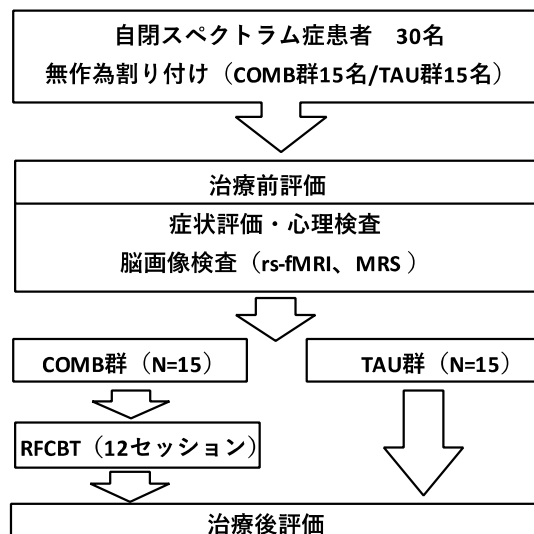 自閉スペクトラム症患者　30名
無作為割り付け（COMB群15名/TAU群15名）
治療前評価
症状評価・心理検査
脳画像検査（rs-fMRI、MRS ）
COMB群（N=15）
TAU群（N=15）
RFCBT（12セッション）
治療後評価